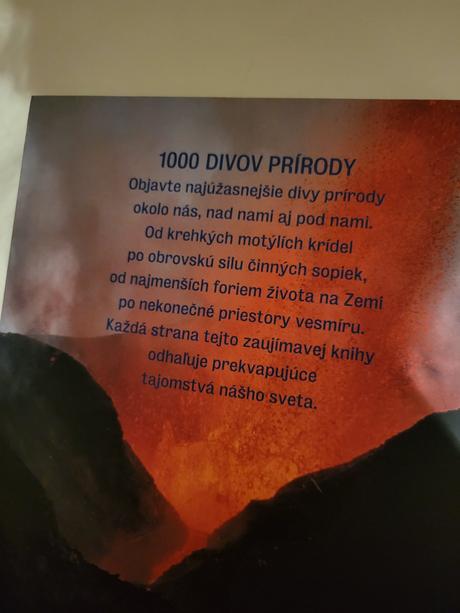 1000 DIVOV PRÍRODY
Objavte najúžasnejšie divy prírody
okolo nás, nad nami aj pod nami.
Od krehkých motýlích krídel
po obrovskú silu činných sopiek,
od najmenších foriem života na Zemi
po nekonečné priestory vesmíru.
Každá strana tejto zaujímavej knihy
odhaľuje prekvapujúce
tajomstvá nášho sveta.